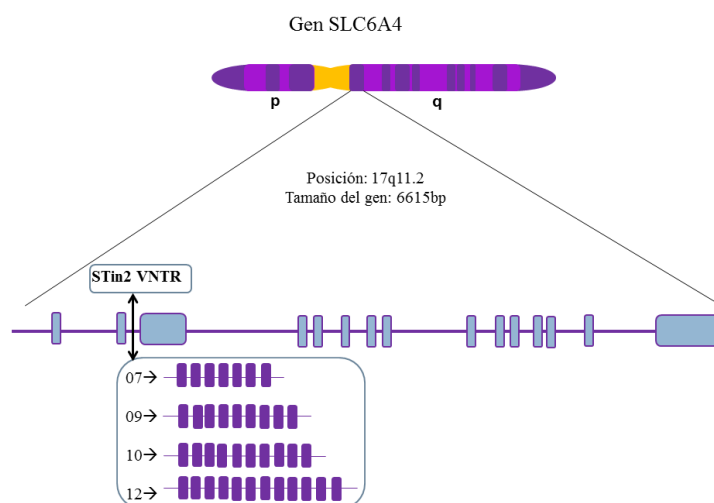 Gen SLC6A4
p
q
Posición: 17q11.2
Tamaño del gen: 6615bp
STin2 VNTR
07→
09→
10→
12→